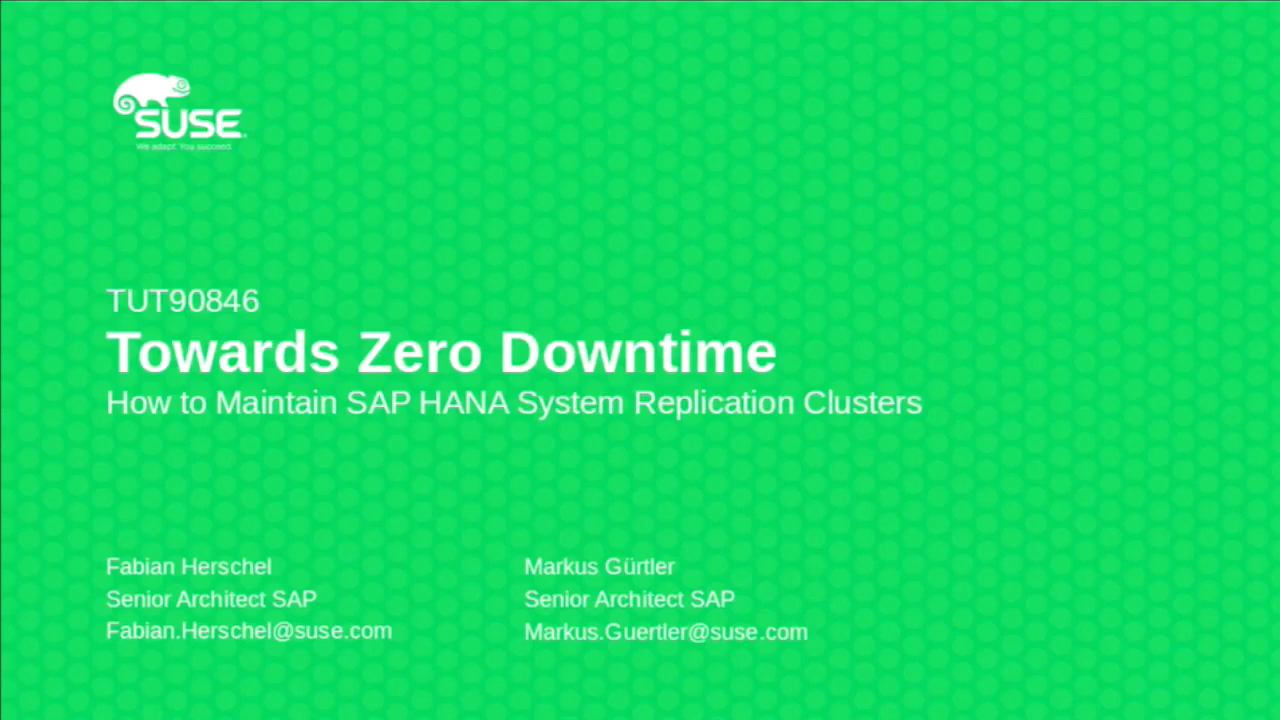 SUSE
We adapt. You succeed.
TUT90846
Towards Zero Downtime
How to Maintain SAP HANA System Replication Clusters
Fabian Herschel
Senior Architect SAP
Fabian.Herschel@suse.com
Markus Gürtler
Senior Architect SAP
Markus.Guertler@suse.com